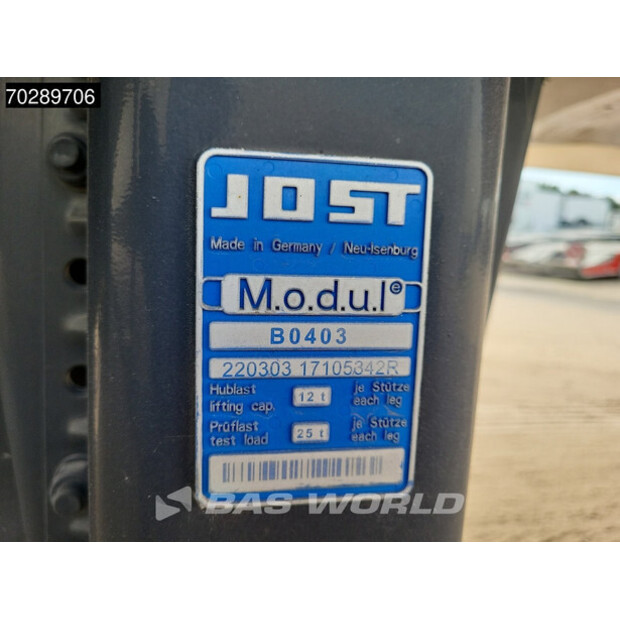 70289706
JOST
Made in Germany / Neu-Isenburg
M.o.d.u.l e
B0403
220303 17105342R
Hublast 12 t je Stütze
lifting cap. each leg
Prüflast 25 t je Stütze
test load each leg
BAS WORLD